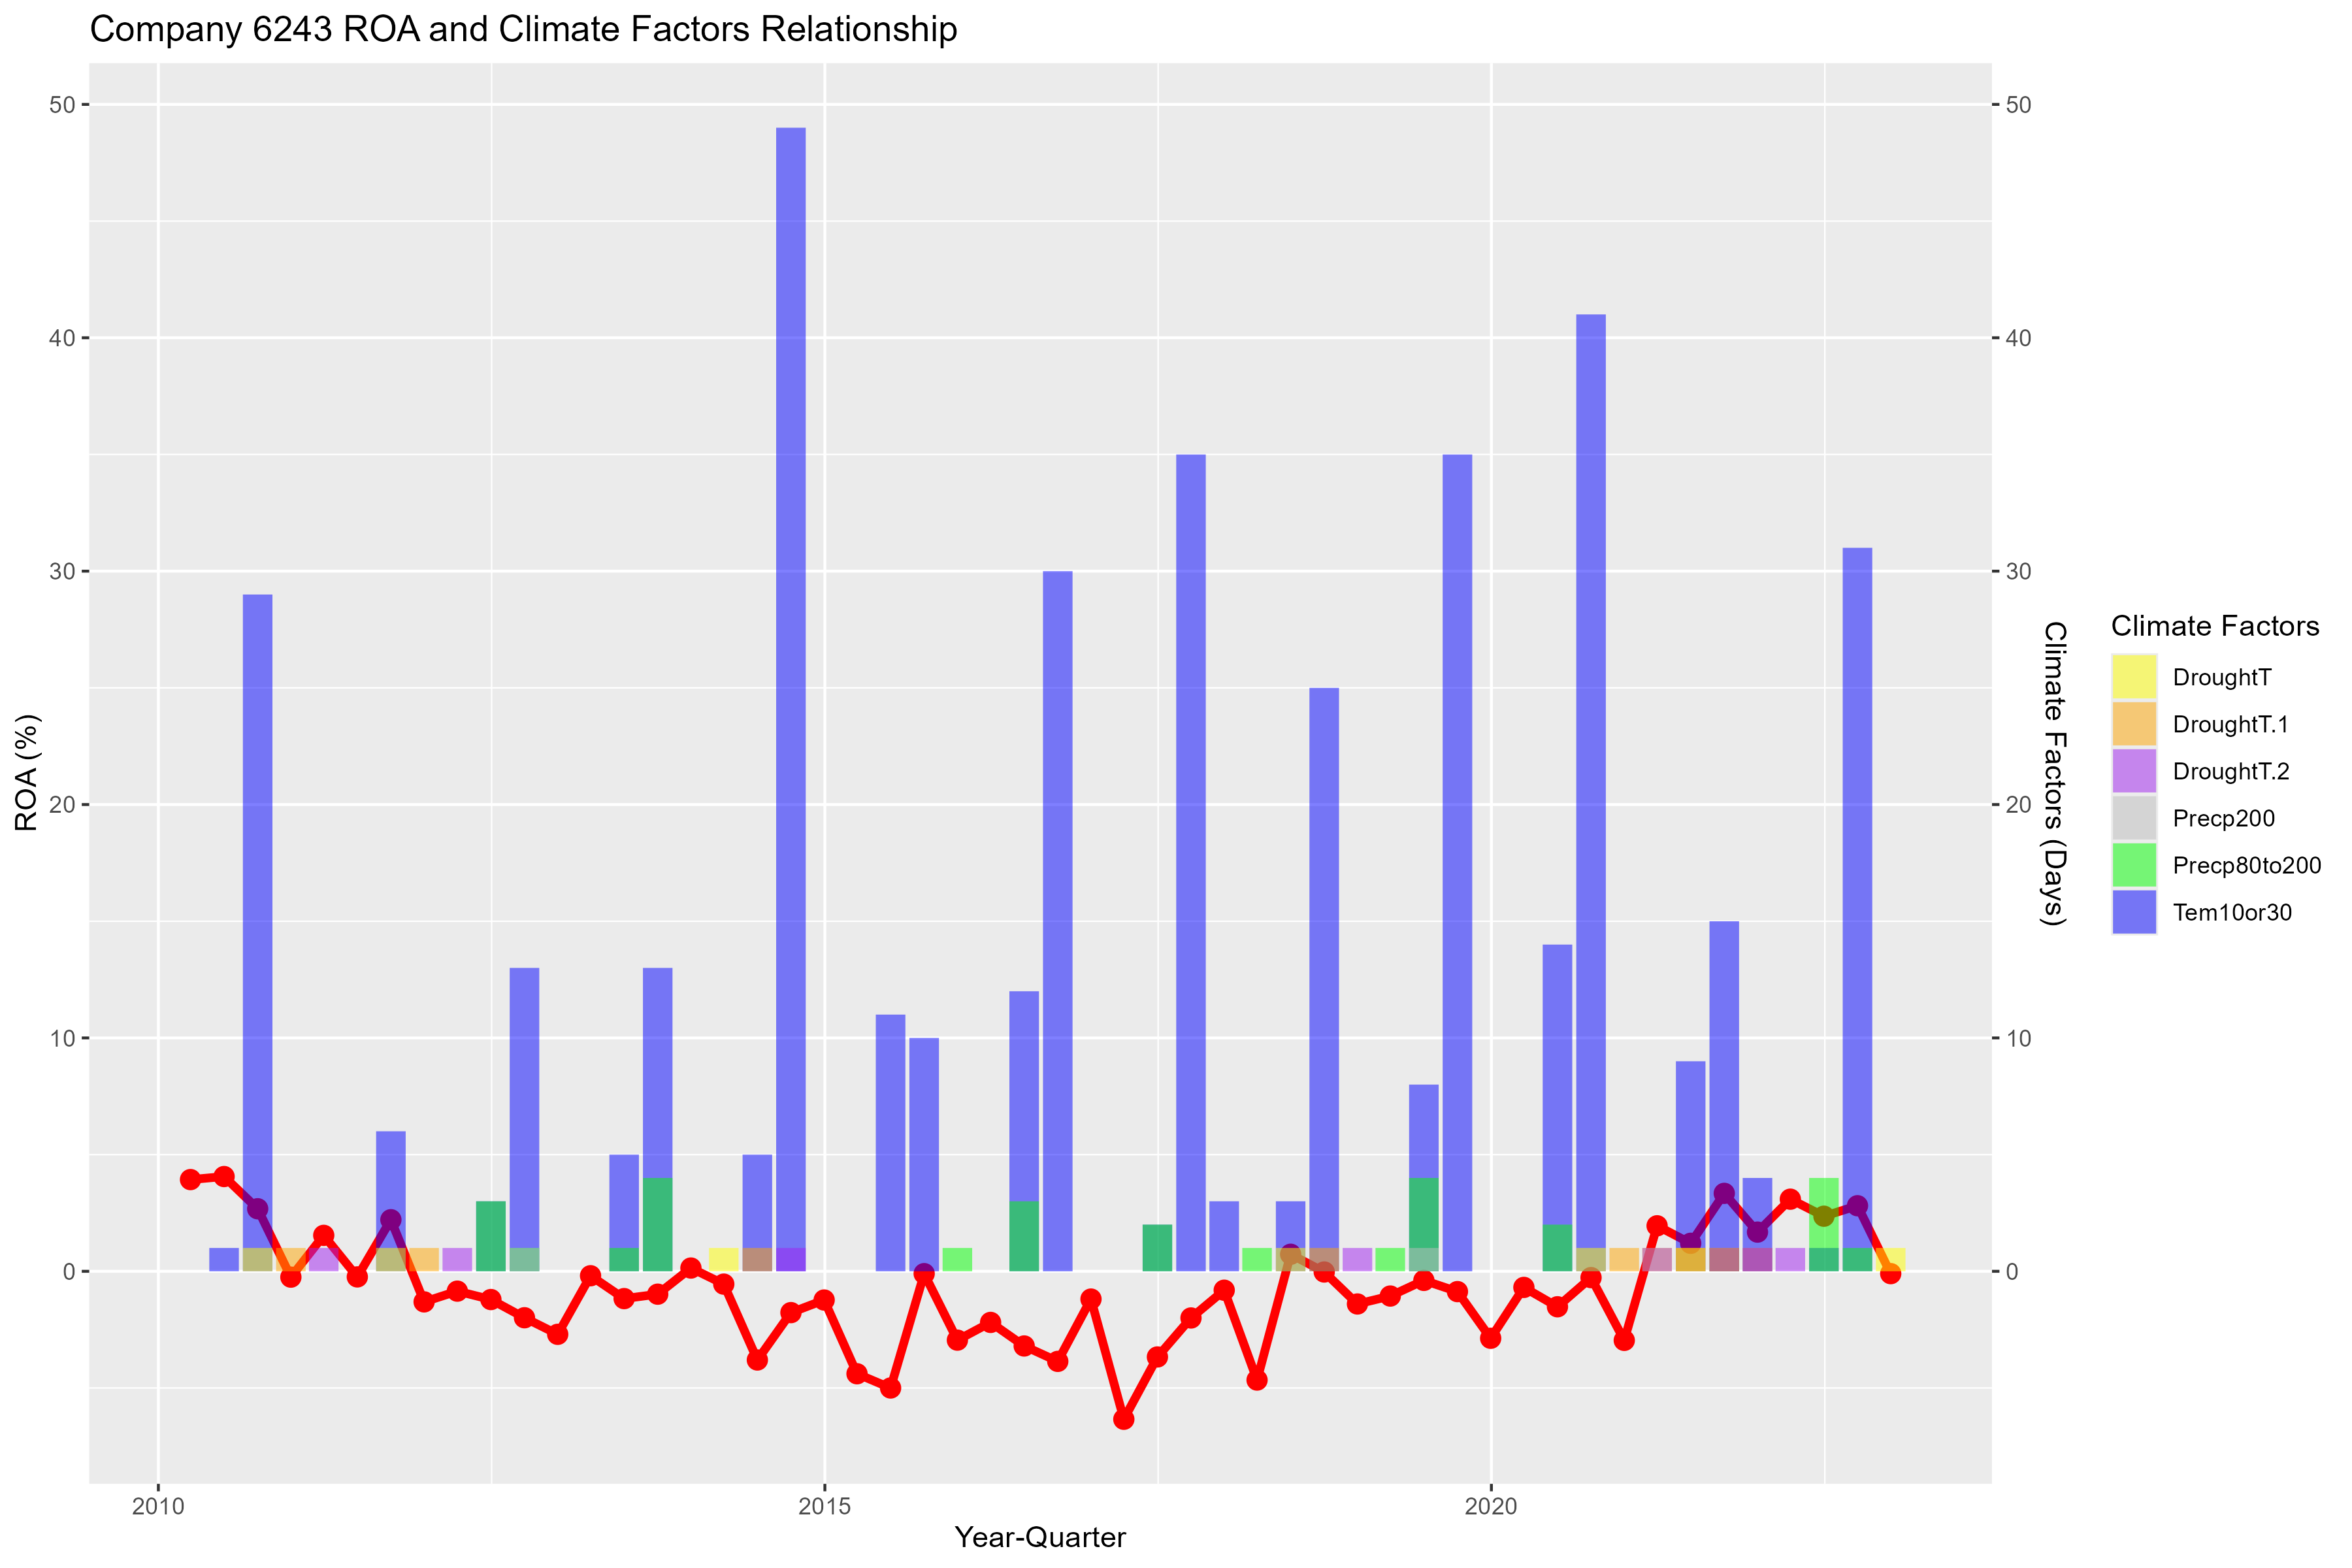 Company 6243 ROA and Climate Factors Relationship
50
40
30
20
10
0
ROA (%)
50
40
30
20
10
0
Climate Factors (Days)
2010
2015
2020
Year-Quarter
Climate Factors
DroughtT
DroughtT.1
DroughtT.2
Precp200
Precp80to200
Tem10or30